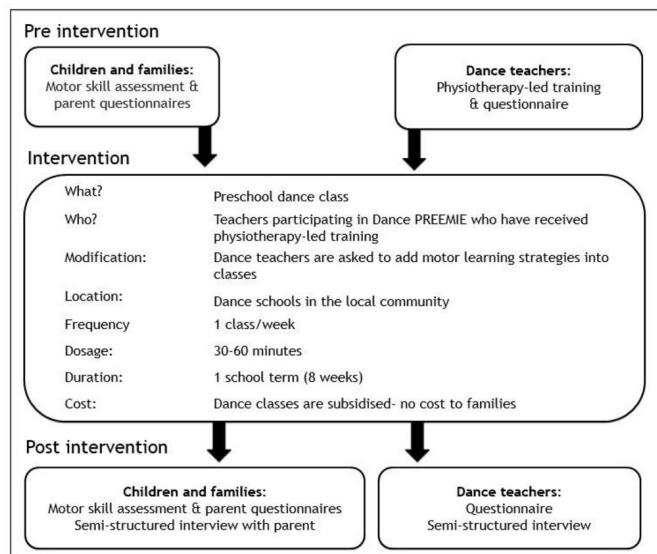 Pre intervention
Children and families:
Motor skill assessment &
parent questionnaires
Dance teachers:
Physiotherapy-led training
& questionnaire
Intervention
What? Preschool dance class
Who? Teachers participating in Dance PREEMIE who have received
physiotherapy-led training
Modification: Dance teachers are asked to add motor learning strategies into
classes
Location: Dance schools in the local community
Frequency 1 class/week
Dosage: 30-60 minutes
Duration: 1 school term (8 weeks)
Cost: Dance classes are subsidised- no cost to families
Post intervention
Children and families:
Motor skill assessment & parent questionnaires
Semi-structured interview with parent
Dance teachers:
Questionnaire
Semi-structured interview